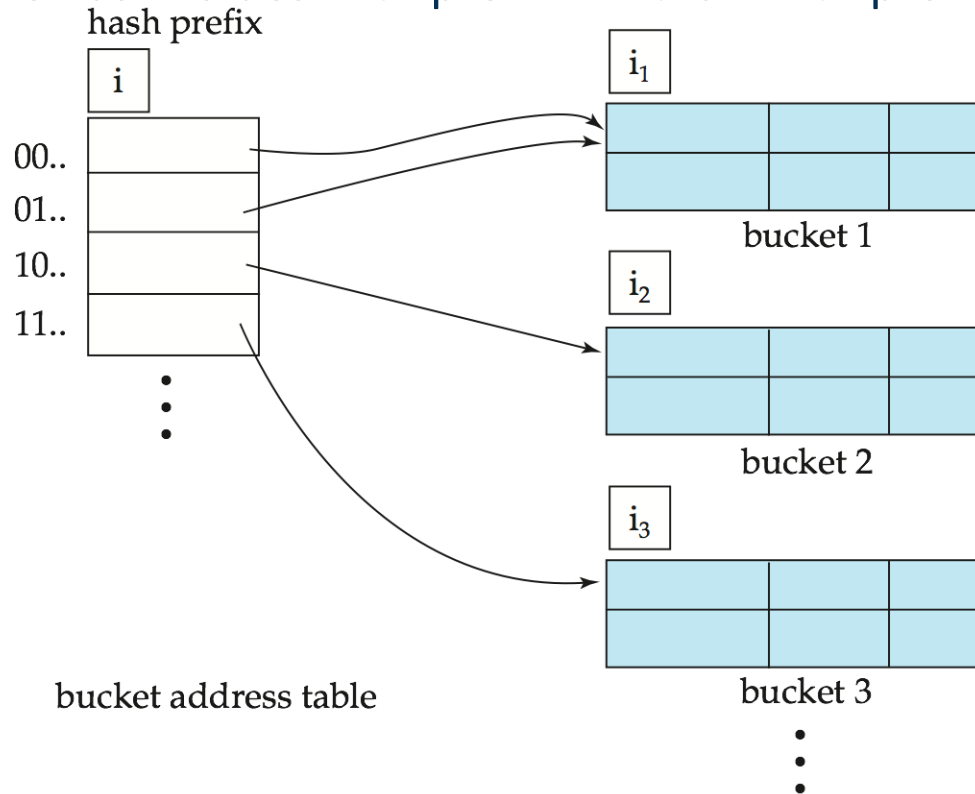 hash prefix
i
00..
01..
10..
11..
bucket address table
i₁
bucket 1
i₂
bucket 2
i₃
bucket 3